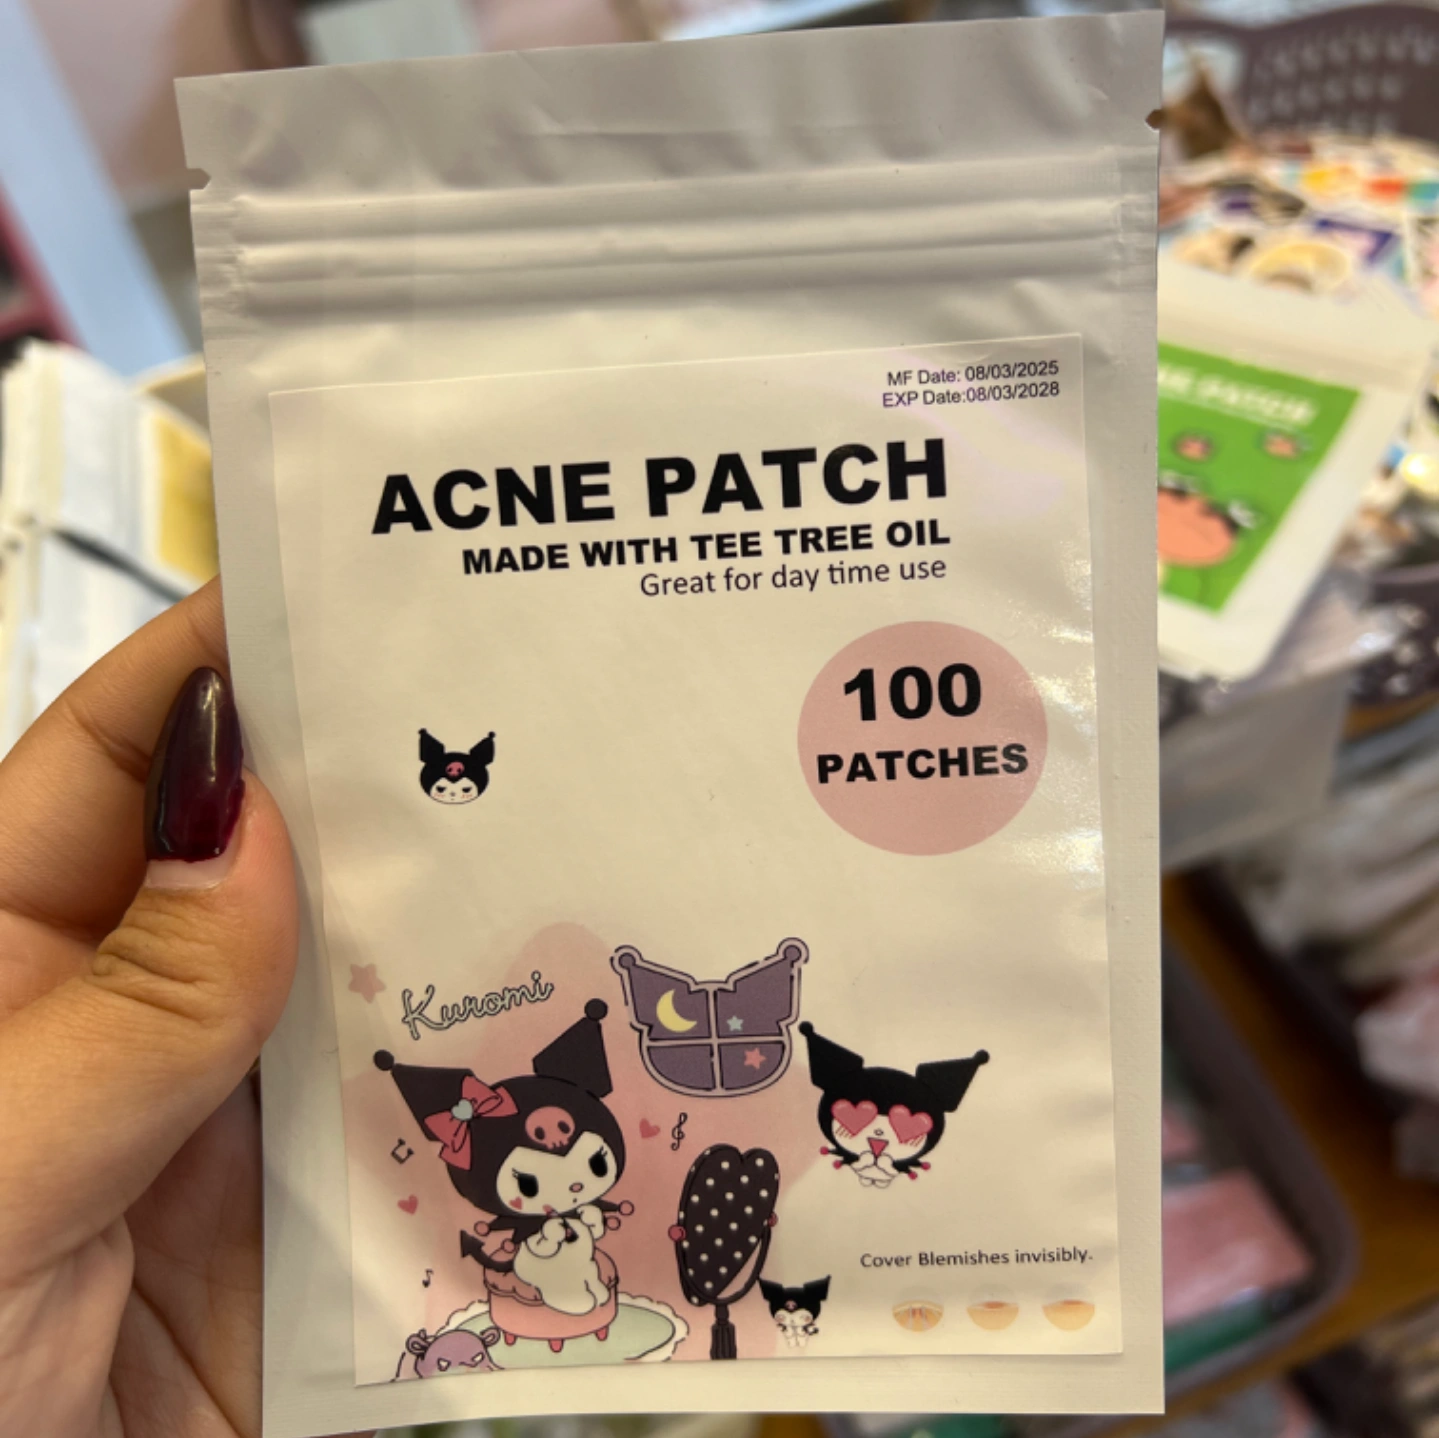 MF Date: 08/03/2025
EXP Date:08/03/2028
ACNE PATCH
MADE WITH TEE TREE OIL
Great for day time use
100
PATCHES
Kuromi
Cover Blemishes invisibly.
PATCH